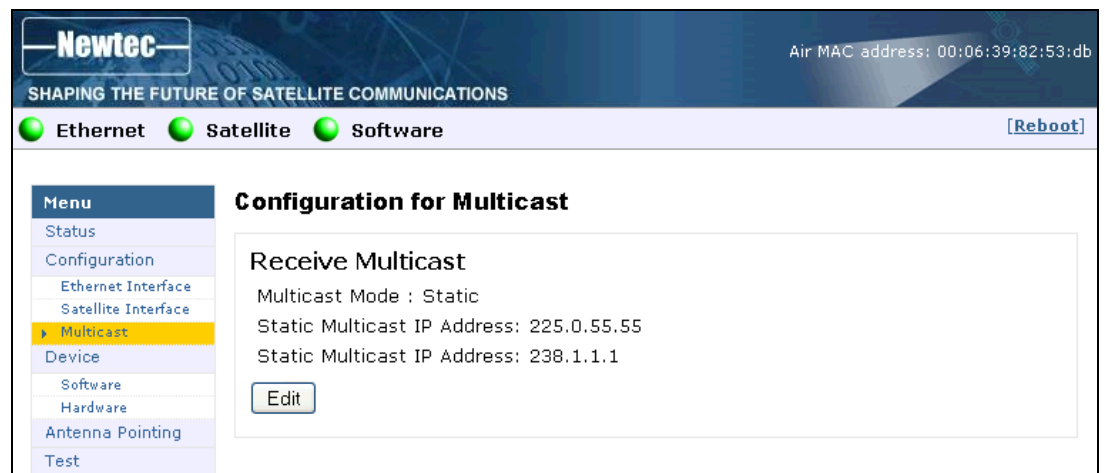 Newtec
Air MAC address: 00:06:39:82:53:db
SHAPING THE FUTURE OF SATELLITE COMMUNICATIONS
Ethernet Satellite Software [Reboot]
Menu
Status
Configuration
Ethernet Interface
Satellite Interface
Multicast
Device
Software
Hardware
Antenna Pointing
Test
Configuration for Multicast
Receive Multicast
Multicast Mode : Static
Static Multicast IP Address: 225.0.55.55
Static Multicast IP Address: 238.1.1.1
Edit